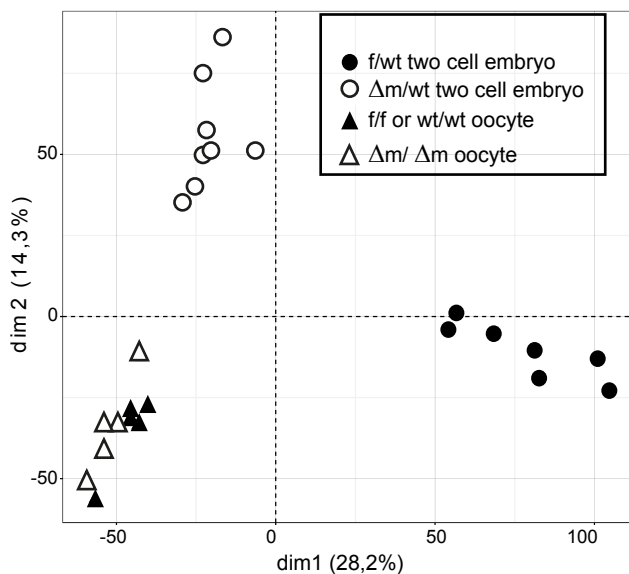 f/wt two cell embryo
Δm/wt two cell embryo
f/f or wt/wt oocyte
Δm/ Δm oocyte
50
0
-50
dim 2 (14,3%)
-50
0
50
100
dim1 (28,2%)